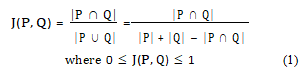 J(P, Q) = |P ∩ Q| / |P ∪ Q| = |P ∩ Q| / |P| + |Q| − |P ∩ Q|
where 0 ≤ J(P, Q) ≤ 1 (1)